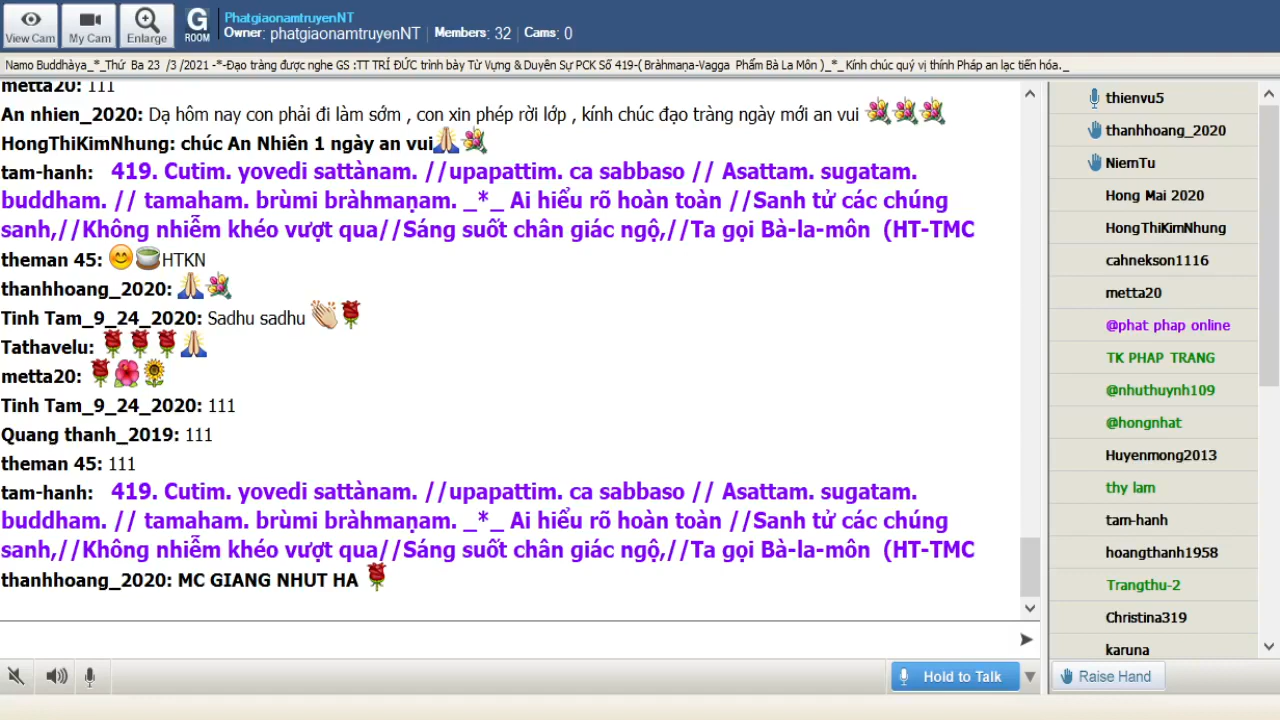 View Cam
My Cam
Enlarge
G
ROOM
PhatgiaonamtruyenNT
Owner: phatgiaonamtruyenNT | Members: 32 | Cams: 0
Namo Buddhàya_*_Thứ Ba 23 /3 /2021 -*-Đạo tràng được nghe GS :TT TRÍ ĐỨC trình bày Từ Vựng & Duyên Sự PCK Số 419-( Bràhmaṇa-Vagga Phẩm Bà La Môn )_*_ Kính chúc quý vị thính Pháp an lạc tiến hóa._
metta20: 111
An nhien_2020: Dạ hôm nay con phải đi làm sớm , con xin phép rời lớp , kính chúc đạo tràng ngày mới an vui
HongThiKimNhung: chúc An Nhiên 1 ngày an vui
tam-hanh: 419. Cutim. yovedi sattànam. //upapattim. ca sabbaso // Asattam. sugatam.
buddham. // tamaham. brùmi bràhmaṇam. _*_ Ai hiểu rõ hoàn toàn //Sanh tử các chúng
sanh,//Không nhiễm khéo vượt qua//Sáng suốt chân giác ngộ,//Ta gọi Bà-la-môn (HT-TMC
theman 45: HTKN
thanhhoang_2020:
Tinh Tam_9_24_2020: Sadhu sadhu
Tathavelu:
metta20:
Tinh Tam_9_24_2020: 111
Quang thanh_2019: 111
theman 45: 111
tam-hanh: 419. Cutim. yovedi sattànam. //upapattim. ca sabbaso // Asattam. sugatam.
buddham. // tamaham. brùmi bràhmaṇam. _*_ Ai hiểu rõ hoàn toàn //Sanh tử các chúng
sanh,//Không nhiễm khéo vượt qua//Sáng suốt chân giác ngộ,//Ta gọi Bà-la-môn (HT-TMC
thanhhoang_2020: MC GIANG NHUT HA
thienvu5
thanhhoang_2020
NiemTu
Hong Mai 2020
HongThiKimNhung
cahnekson1116
metta20
@phat phap online
TK PHAP TRANG
@nhuthuynh109
@hongnhat
Huyenmong2013
thy lam
tam-hanh
hoangthanh1958
Trangthu-2
Christina319
karuna
Hold to Talk
Raise Hand